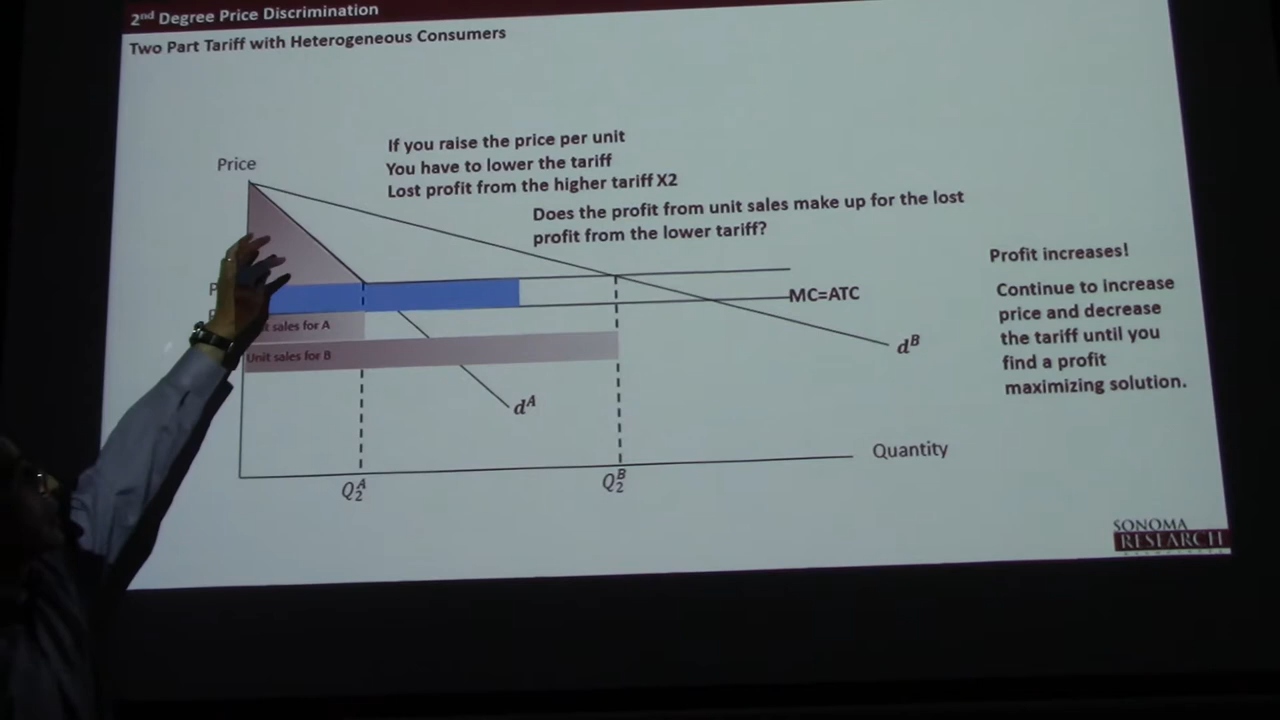 2nd Degree Price Discrimination
Two Part Tariff with Heterogeneous Consumers
If you raise the price per unit
You have to lower the tariff
Lost profit from the higher tariff X2
Does the profit from unit sales make up for the lost
profit from the lower tariff?
Price
Profit increases!
Continue to increase
price and decrease
the tariff until you
find a profit
maximizing solution.
MC=ATC
sales for A
Unit sales for B
dB
dA
Quantity
Q2A
Q2B
SONOMA
RESEARCH